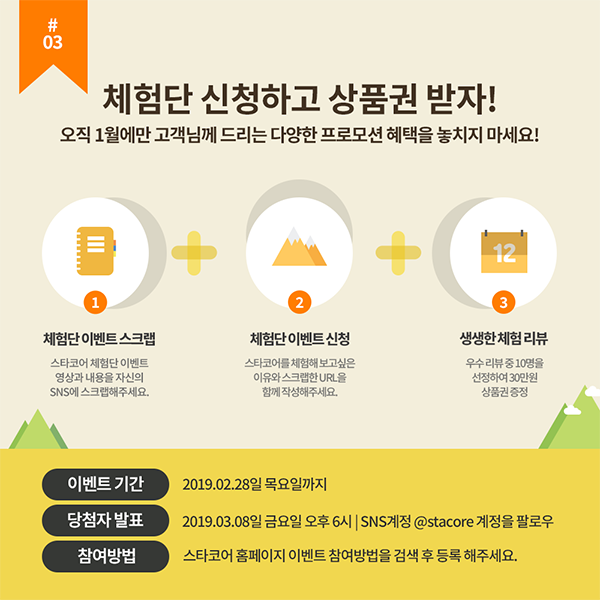 #
03
체험단 신청하고 상품권 받자!
오직 1월에만 고객님께 드리는 다양한 프로모션 혜택을 놓치지 마세요!
12
1
2
3
체험단 이벤트 스크랩
스타코어 체험단 이벤트
영상과 내용을 자신의
SNS에 스크랩해주세요.
체험단 이벤트 신청
스타코어를 체험해 보고싶은
이유와 스크랩한 URL을
함께 작성해주세요.
생생한 체험 리뷰
우수 리뷰 중 10명을
선정하여 30만원
상품권 증정
이벤트 기간 2019.02.28일 목요일까지
당첨자 발표 2019.03.08일 금요일 오후 6시 | SNS계정 @stacore 계정을 팔로우
참여방법 스타코어 홈페이지 이벤트 참여방법을 검색 후 등록 해주세요.